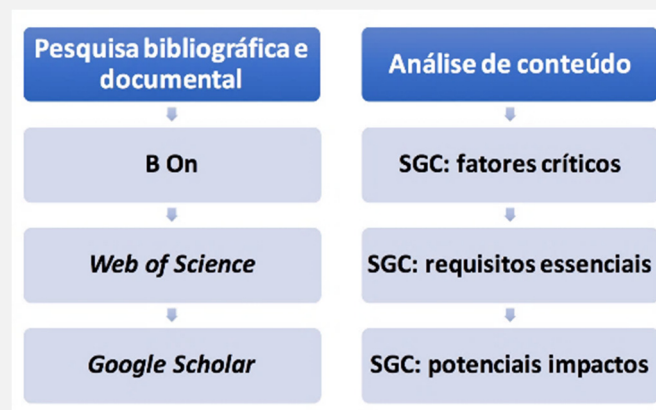 Pesquisa bibliográfica e
documental
B On
Web of Science
Google Scholar
Análise de conteúdo
SGC: fatores críticos
SGC: requisitos essenciais
SGC: potenciais impactos